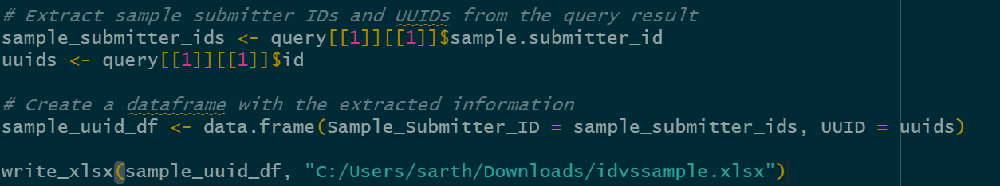 # Extract sample submitter IDs and UUIDs from the query result
sample_submitter_ids <- query[[1]][[1]]$sample.submitter_id
uuids <- query[[1]][[1]]$id
# Create a dataframe with the extracted information
sample_uuid_df <- data.frame(Sample_Submitter_ID = sample_submitter_ids, UUID = uuids)
write_xlsx(sample_uuid_df, "C:/Users/sarth/Downloads/idvssample.xlsx")